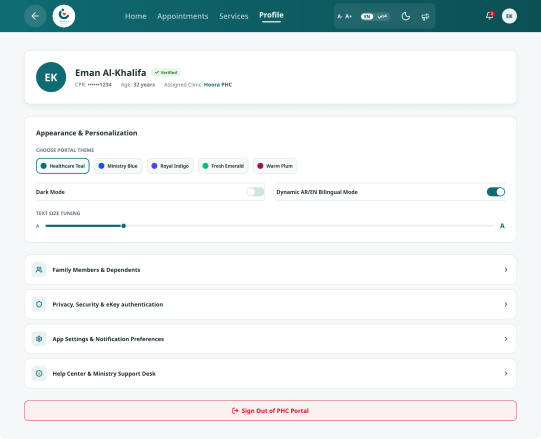 Home Appointments Services Profile
A- A+ EN عربي
EK
EK
Eman Al-Khalifa ✓ Verified
CPR: ••••••1234 Age: 32 years Assigned Clinic: Hoora PHC
Appearance & Personalization
CHOOSE PORTAL THEME
Healthcare Teal Ministry Blue Royal Indigo Fresh Emerald Warm Plum
Dark Mode Dynamic AR/EN Bilingual Mode
TEXT SIZE TUNING
A A
Family Members & Dependents
Privacy, Security & eKey authentication
App Settings & Notification Preferences
Help Center & Ministry Support Desk
Sign Out of PHC Portal